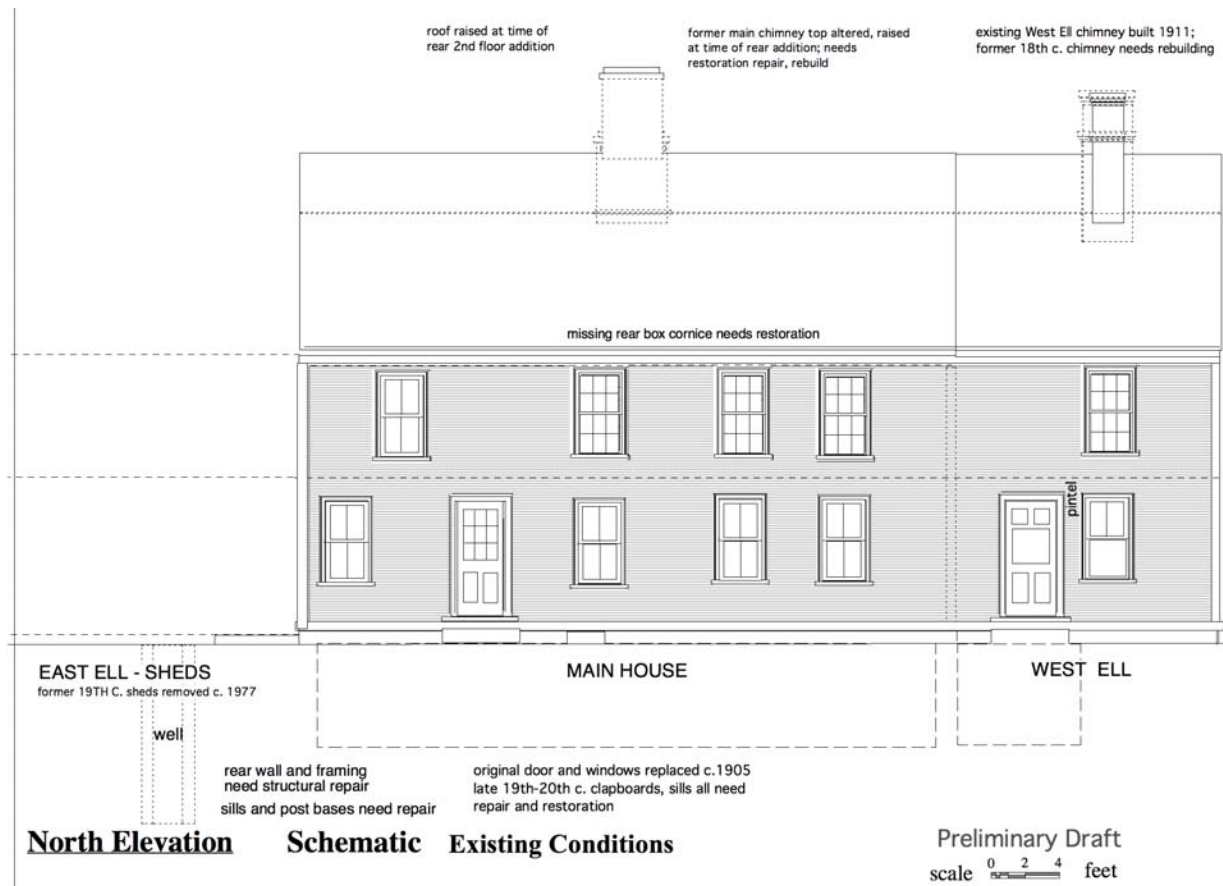 roof raised at time of
rear 2nd floor addition
former main chimney top altered, raised
at time of rear addition; needs
restoration repair, rebuild
existing West Ell chimney built 1911;
former 18th c. chimney needs rebuilding
missing rear box cornice needs restoration
pintel
EAST ELL - SHEDS
former 19TH C. sheds removed c. 1977
MAIN HOUSE
WEST ELL
well
rear wall and framing
need structural repair
sills and post bases need repair
original door and windows replaced c.1905
late 19th-20th c. clapboards, sills all need
repair and restoration
North Elevation Schematic Existing Conditions
Preliminary Draft
scale 0 2 4 feet